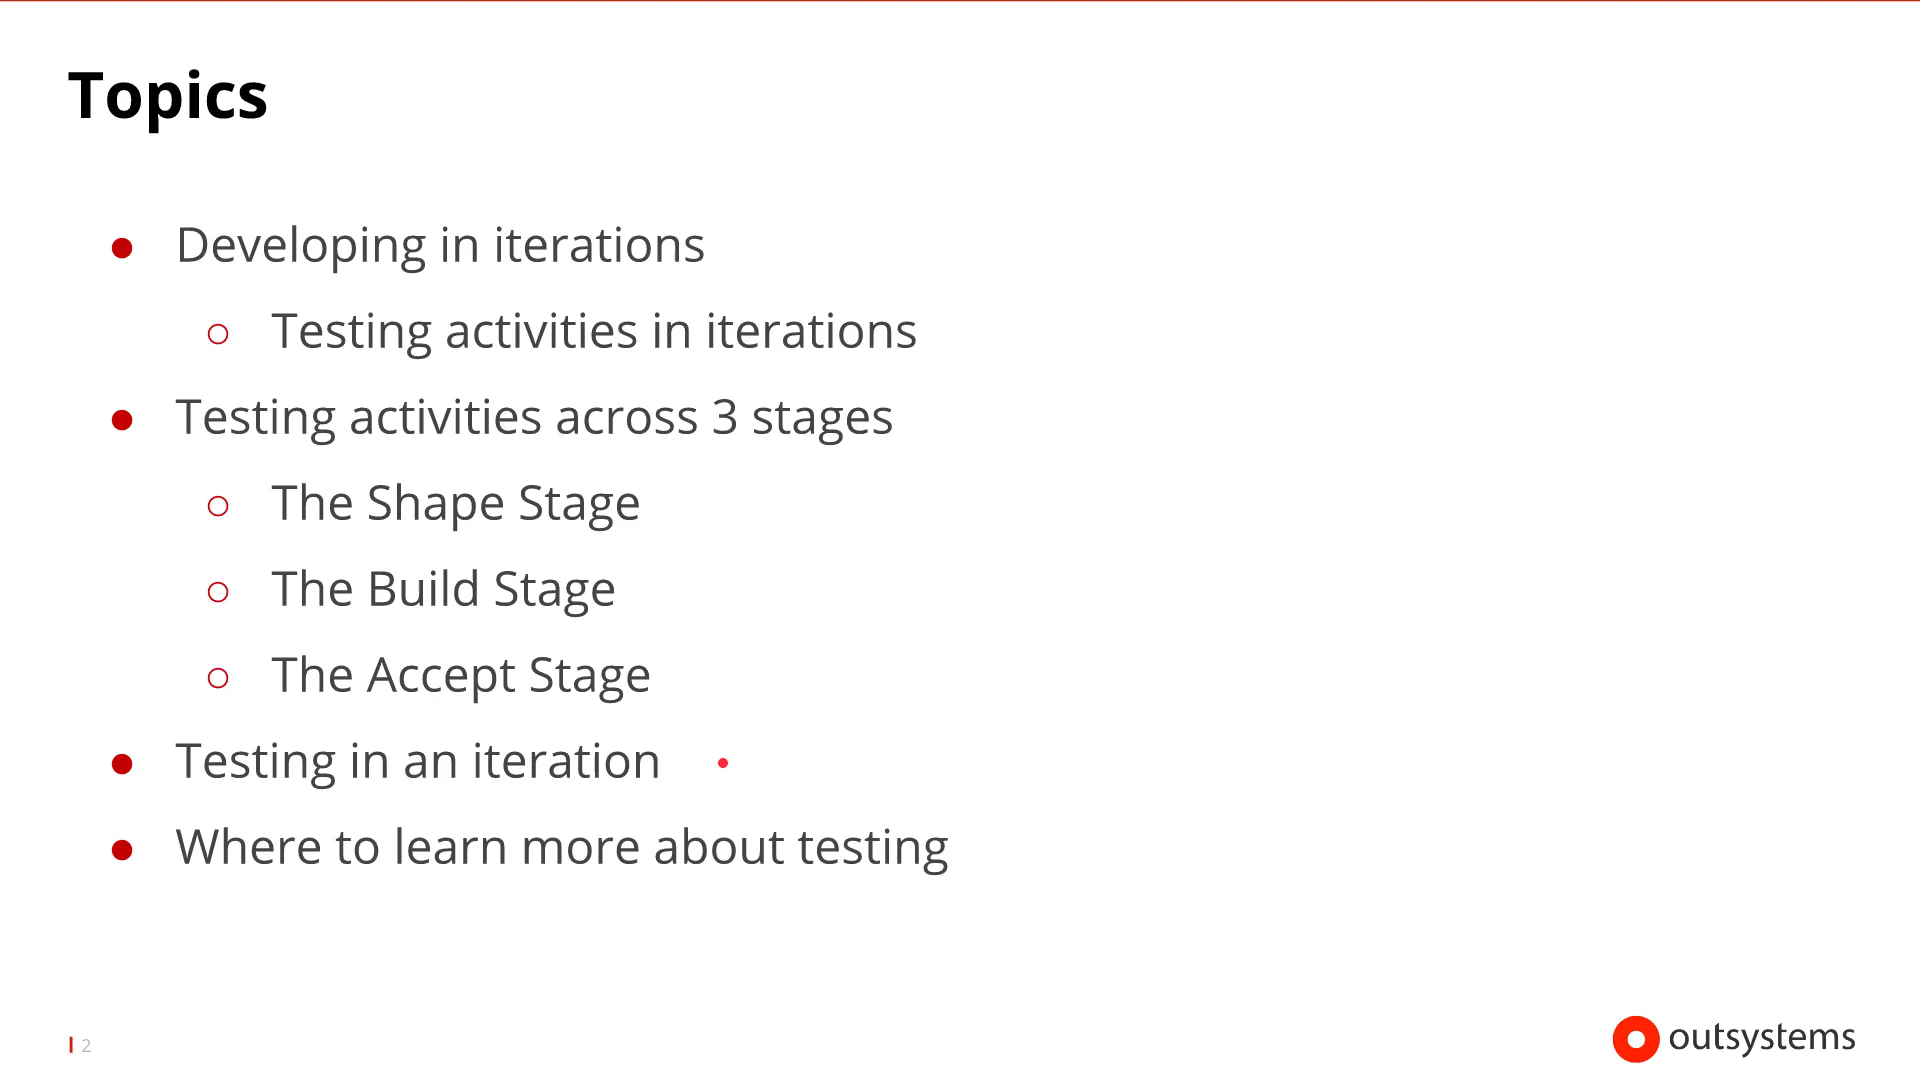 Topics
● Developing in iterations
○ Testing activities in iterations
● Testing activities across 3 stages
○ The Shape Stage
○ The Build Stage
○ The Accept Stage
● Testing in an iteration
● Where to learn more about testing
2
outsystems